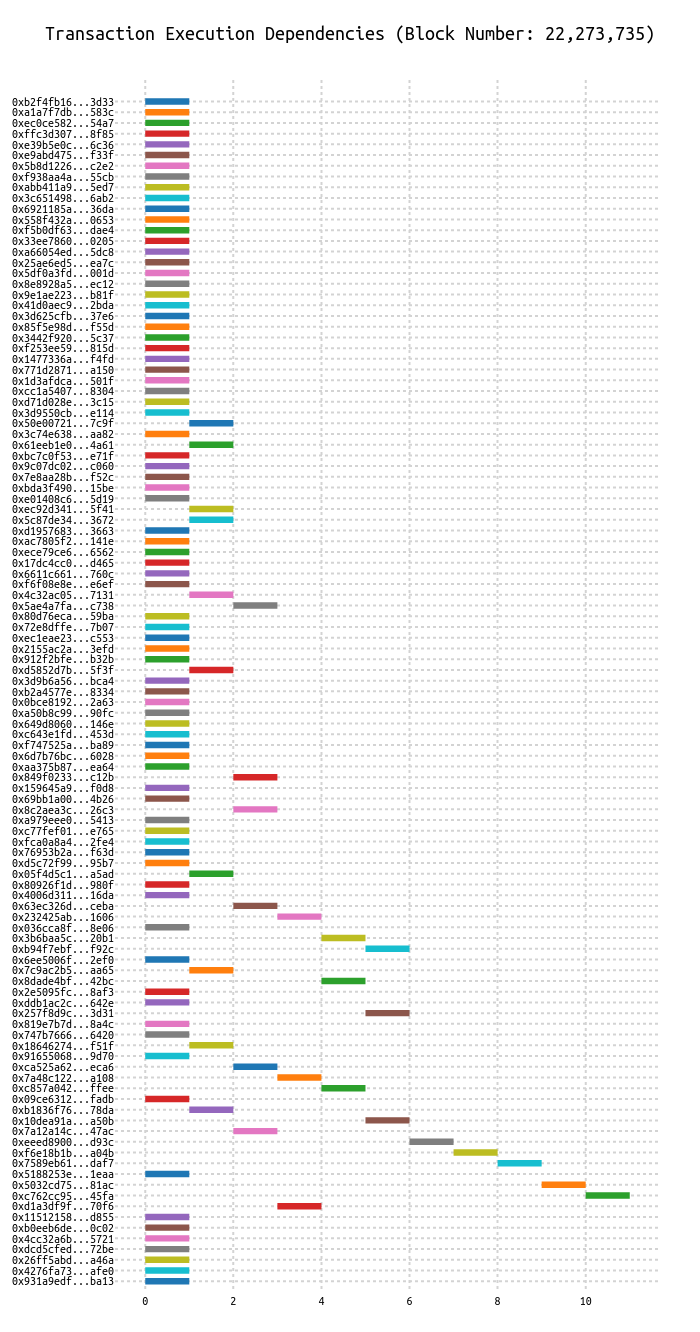 Transaction Execution Dependencies (Block Number: 22,273,735)
0xb2f4fb16...3d33
0xa1a7f7db...583c
0xec0ce582...54a7
0xffc3d307...8f85
0xe39b5e0c...6c36
0xe9abd475...f33f
0x5b8d1226...c2e2
0xf938aa4a...55cb
0xabb411a9...5ed7
0x3c651498...6ab2
0x6921185a...36da
0x558f432a...0653
0xf5b0df63...dae4
0x33ee7860...0205
0xa66054ed...5dc8
0x25ae6ed5...ea7c
0x5df0a3fd...001d
0x8e8928a5...ec12
0x9e1ae223...b81f
0x41d0aec9...2bda
0x3d625cfb...37e6
0x85f5e98d...f55d
0x3442f920...5c37
0xf253ee59...815d
0x1477336a...f4fd
0x771d2871...a150
0x1d3afdca...501f
0xcc1a5407...8304
0xd71d028e...3c15
0x3d9550cb...e114
0x50e00721...7c9f
0x3c74e638...aa82
0x61eeb1e0...4a61
0xbc7c0f53...e71f
0x9c07dc02...c060
0x7e8aa28b...f52c
0xbda3f490...15be
0xe01408c6...5d19
0xec92d341...5f41
0x5c87de34...3672
0xd1957683...3663
0xac7805f2...141e
0xece79ce6...6562
0x17dc4cc0...d465
0x6611c661...760c
0xf6f08e8e...e6ef
0x4c32ac05...7131
0x5ae4a7fa...c738
0x80d76eca...59ba
0x72e8dffe...7b07
0xec1eae23...c553
0x2155ac2a...3efd
0x912f2bfe...b32b
0xd5852d7b...5f3f
0x3d9b6a56...bca4
0xb2a4577e...8334
0x0bce8192...2a63
0xa50b8c99...90fc
0x649d8060...146e
0xc643e1fd...453d
0xf747525a...ba89
0x6d7b76bc...6028
0xaa375b87...ea64
0x849f0233...c12b
0x159645a9...f0d8
0x69bb1a00...4b26
0x8c2aea3c...26c3
0xa979eee0...5413
0xc77fef01...e765
0xfca0a8a4...2fe4
0x76953b2a...f63d
0xd5c72f99...95b7
0x05f4d5c1...a5ad
0x80926f1d...980f
0x4006d311...16da
0x63ec326d...ceba
0x232425ab...1606
0x036cca8f...8e06
0x3b6baa5c...20b1
0xb94f7ebf...f92c
0x6ee5006f...2ef0
0x7c9ac2b5...aa65
0x8dade4bf...42bc
0x2e5095fc...8af3
0xddb1ac2c...642e
0x257f8d9c...3d31
0x819e7b7d...8a4c
0x747b7666...6420
0x18646274...f51f
0x91655068...9d70
0xca525a62...eca6
0x7a48c122...a108
0xc857a042...ffee
0x09ce6312...fadb
0xb1836f76...78da
0x10dea91a...a50b
0x7a12a14c...47ac
0xeeed8900...d93c
0xf6e18b1b...a04b
0x7589eb61...daf7
0x5188253e...1eaa
0x5032cd75...81ac
0xc762cc95...45fa
0xd1a3df9f...70f6
0x11512158...d855
0xb0eeb6de...0c02
0x4cc32a6b...5721
0xdcd5cfed...72be
0x26ff5abd...a46a
0x4276fa73...afe0
0x931a9edf...ba13
0 2 4 6 8 10